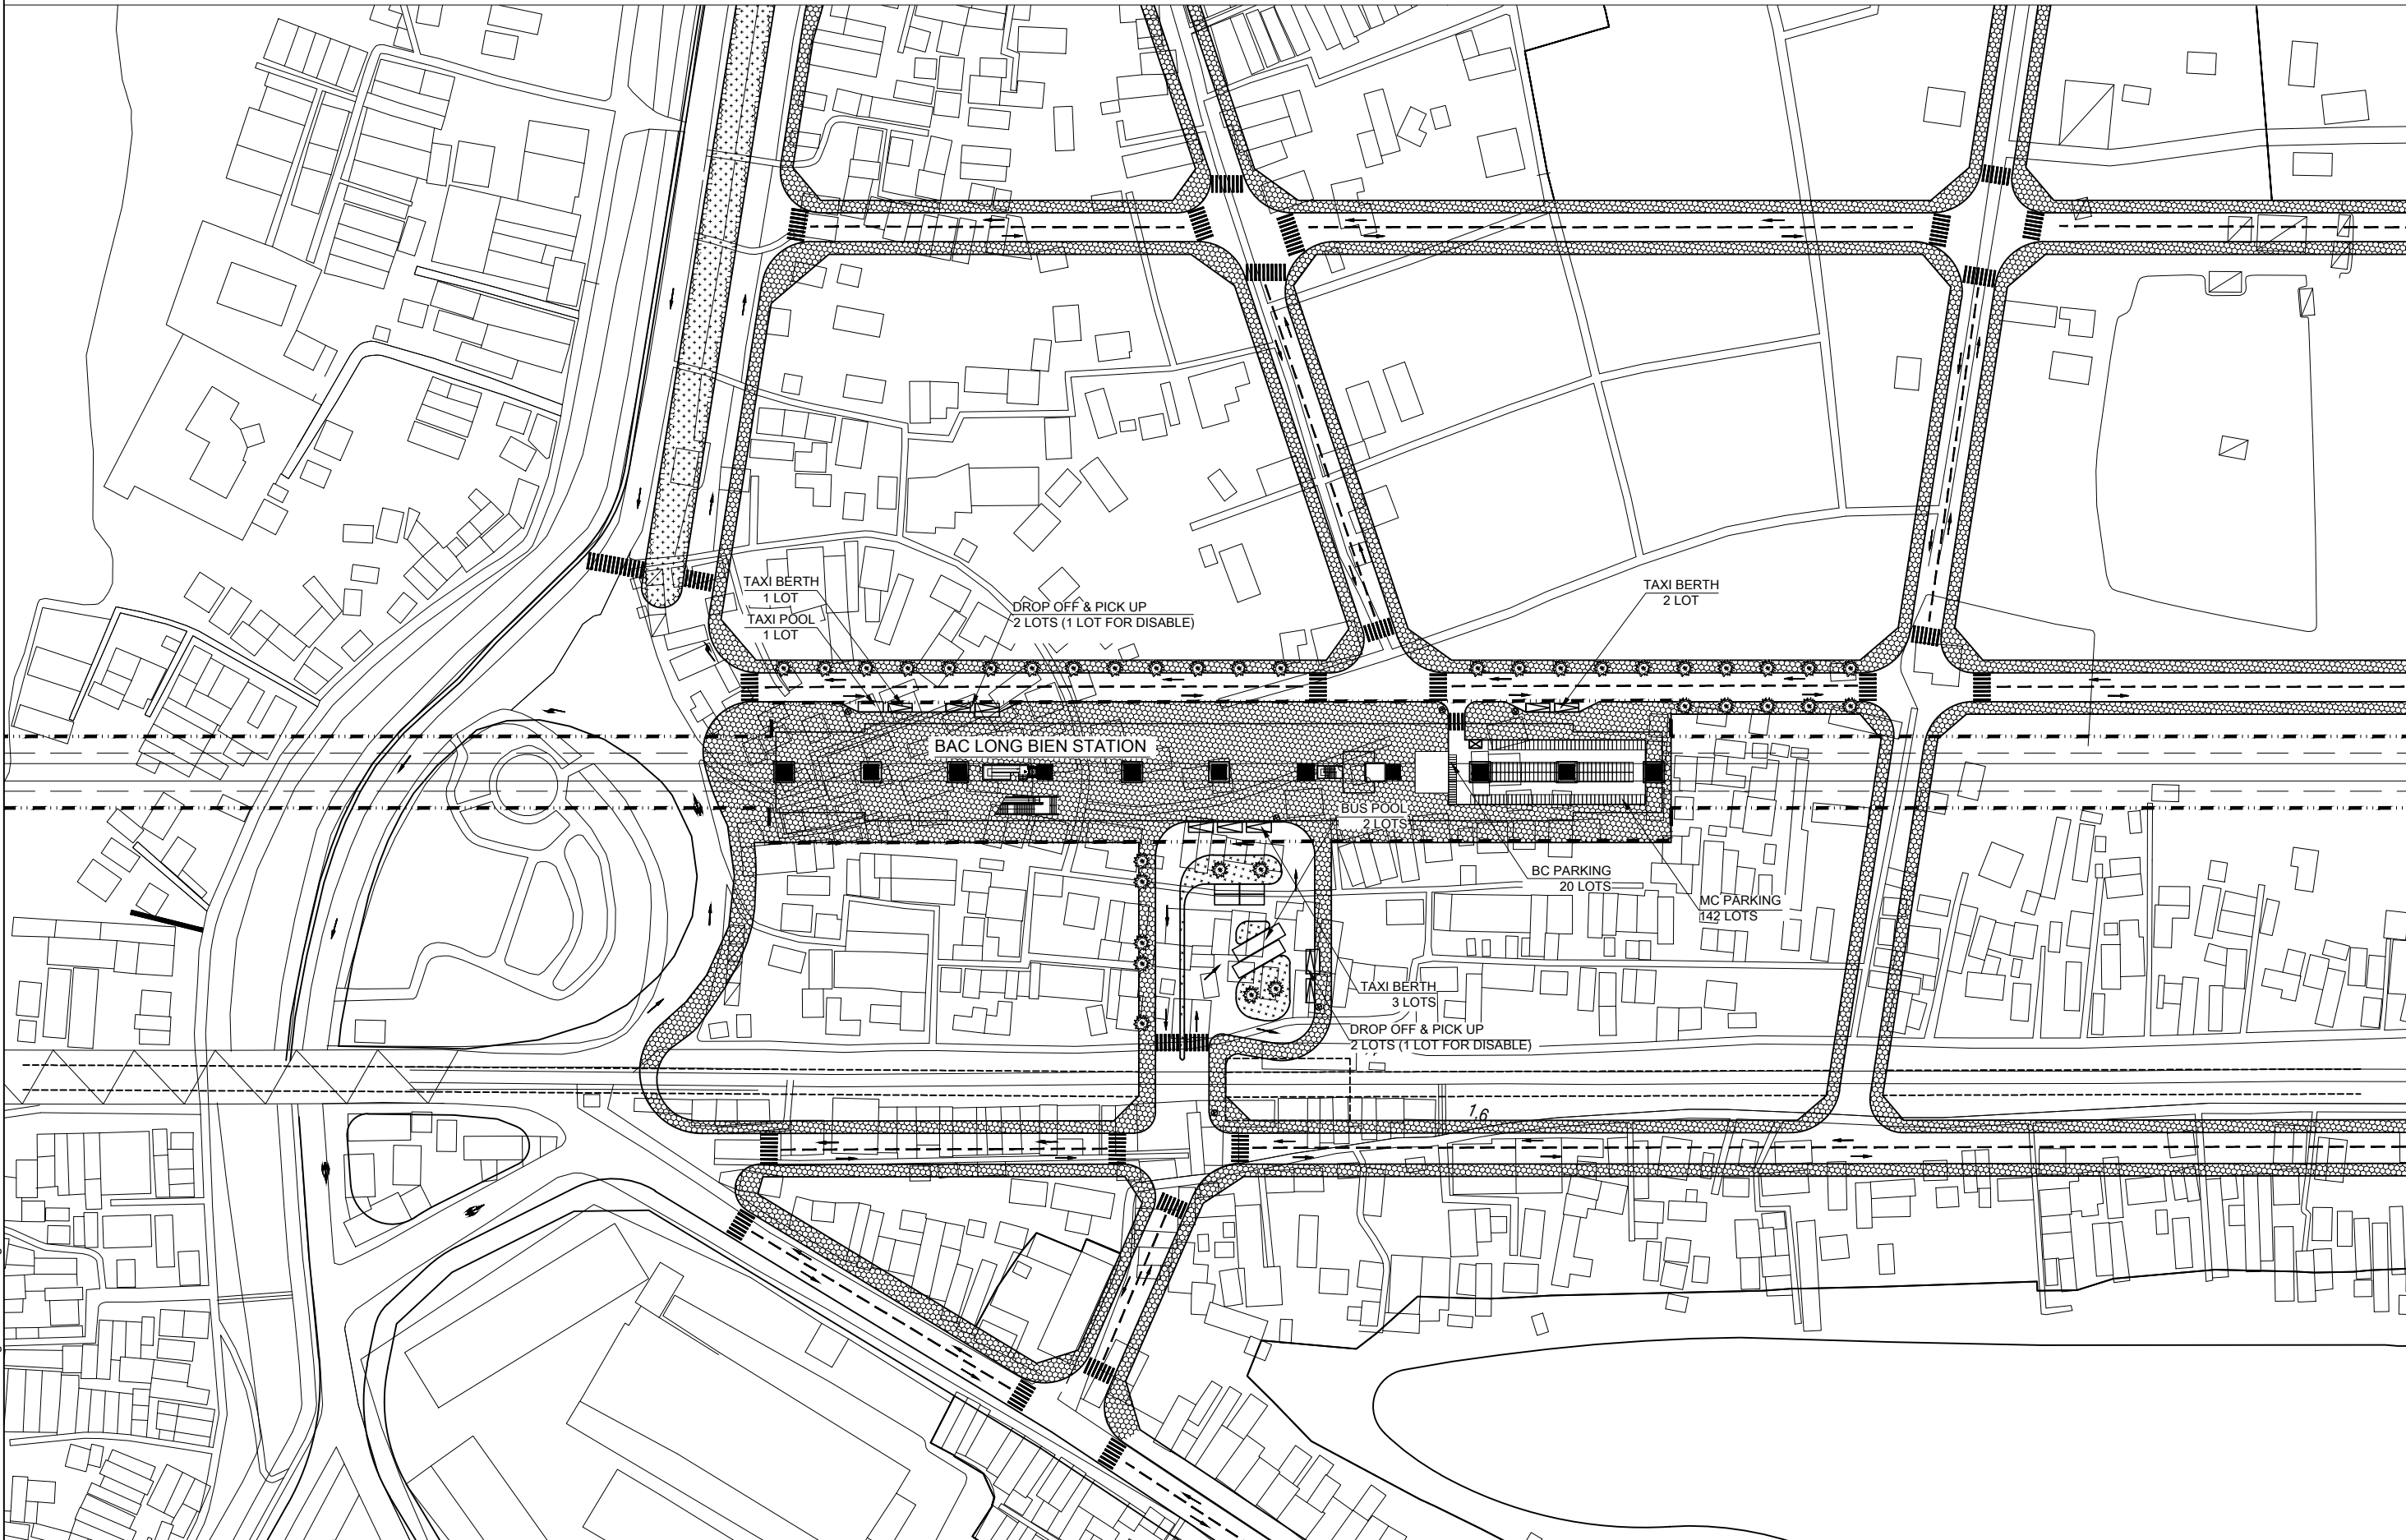 TAXI BERTH
1 LOT
TAXI POOL
1 LOT
DROP OFF & PICK UP
2 LOTS (1 LOT FOR DISABLE)
TAXI BERTH
2 LOT
BAC LONG BIEN STATION
BUS POOL
2 LOTS
BC PARKING
20 LOTS
MC PARKING
142 LOTS
TAXI BERTH
3 LOTS
DROP OFF & PICK UP
2 LOTS (1 LOT FOR DISABLE)
1,6